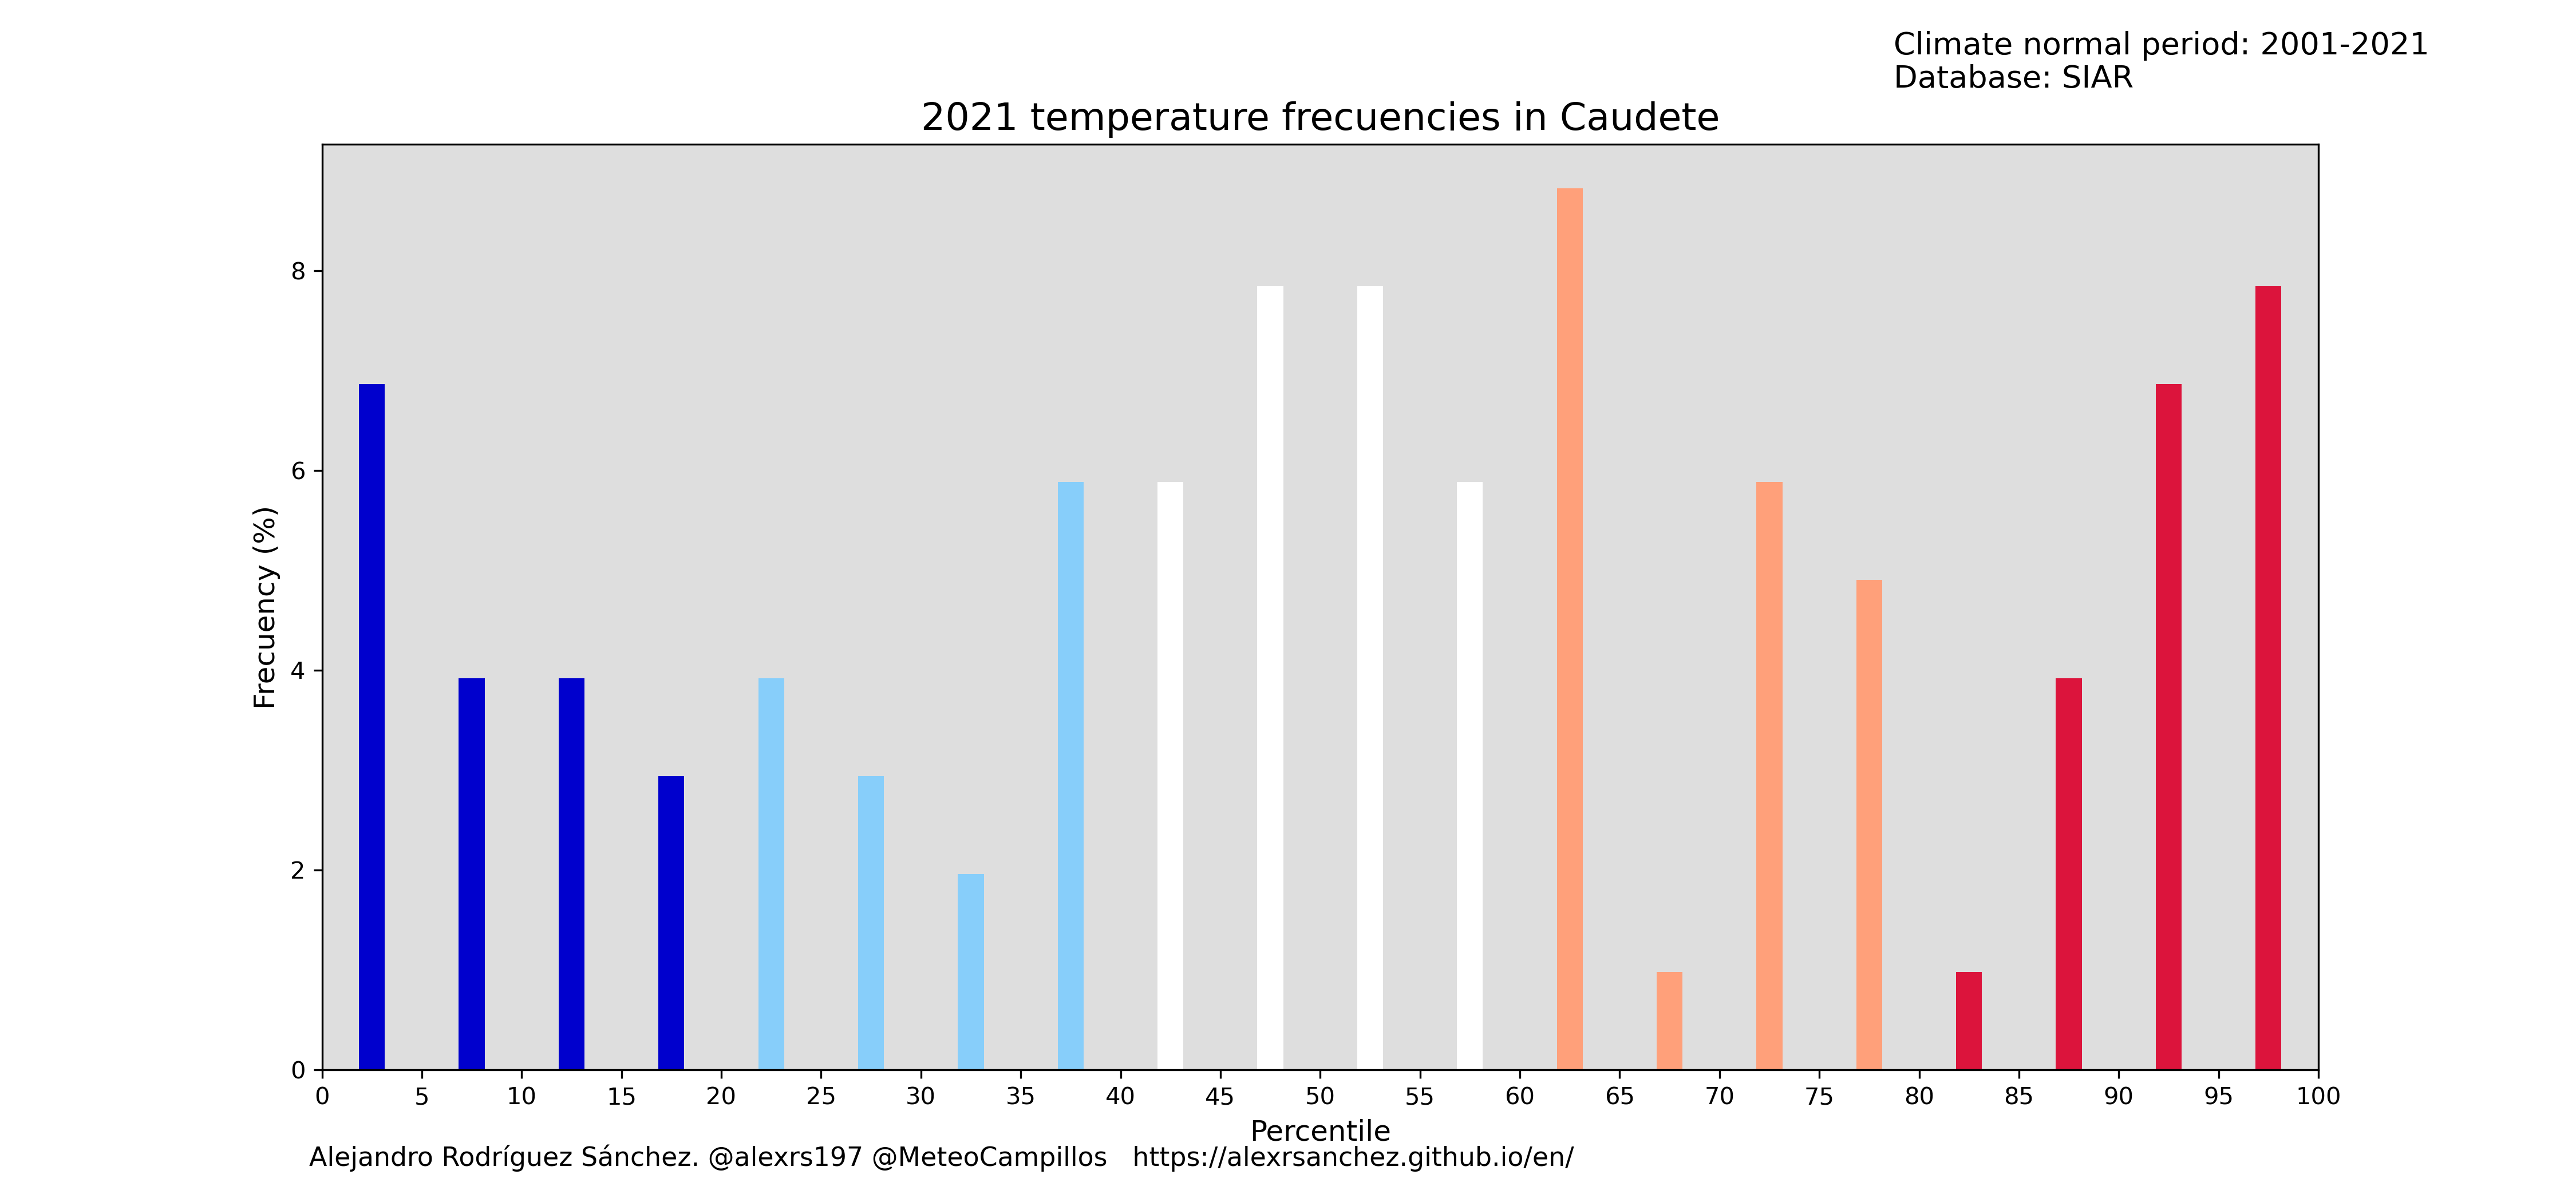 Climate normal period: 2001-2021
Database: SIAR
2021 temperature frecuencies in Caudete
Frecuency (%)
8
6
4
2
0
0 5 10 15 20 25 30 35 40 45 50 55 60 65 70 75 80 85 90 95 100
Percentile
Alejandro Rodríguez Sánchez. @alexrs197 @MeteoCampillos https://alexrsanchez.github.io/en/